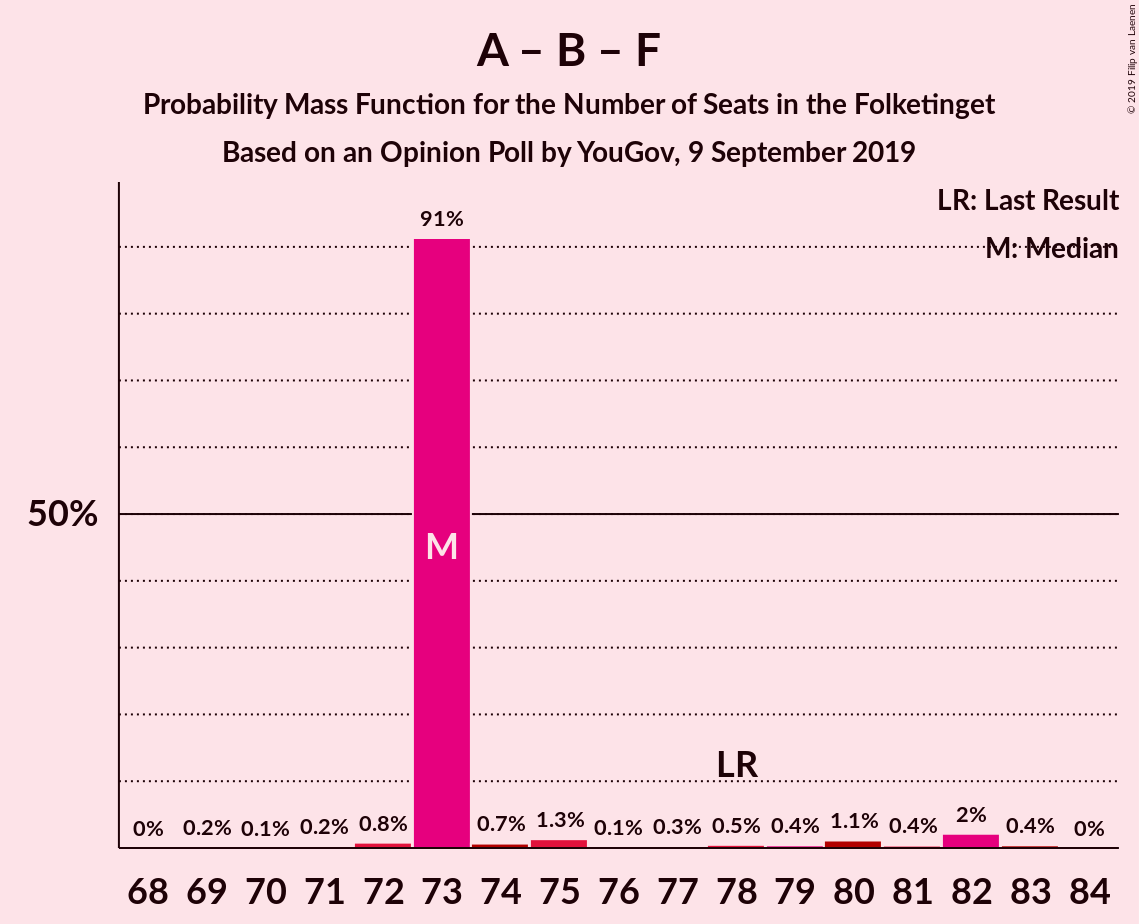 A – B – F
Probability Mass Function for the Number of Seats in the Folketinget
Based on an Opinion Poll by YouGov, 9 September 2019
© 2019 Filip van Laenen
LR: Last Result
M: Median
91%
50%
M
LR
0% 0.2% 0.1% 0.2% 0.8% 0.7% 1.3% 0.1% 0.3% 0.5% 0.4% 1.1% 0.4% 2% 0.4% 0%
68 69 70 71 72 73 74 75 76 77 78 79 80 81 82 83 84